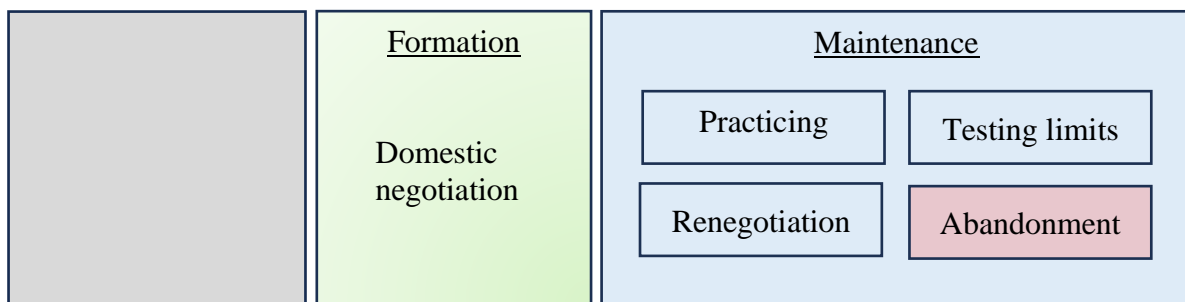 Formation
Domestic
negotiation
Maintenance
Practicing
Testing limits
Renegotiation
Abandonment